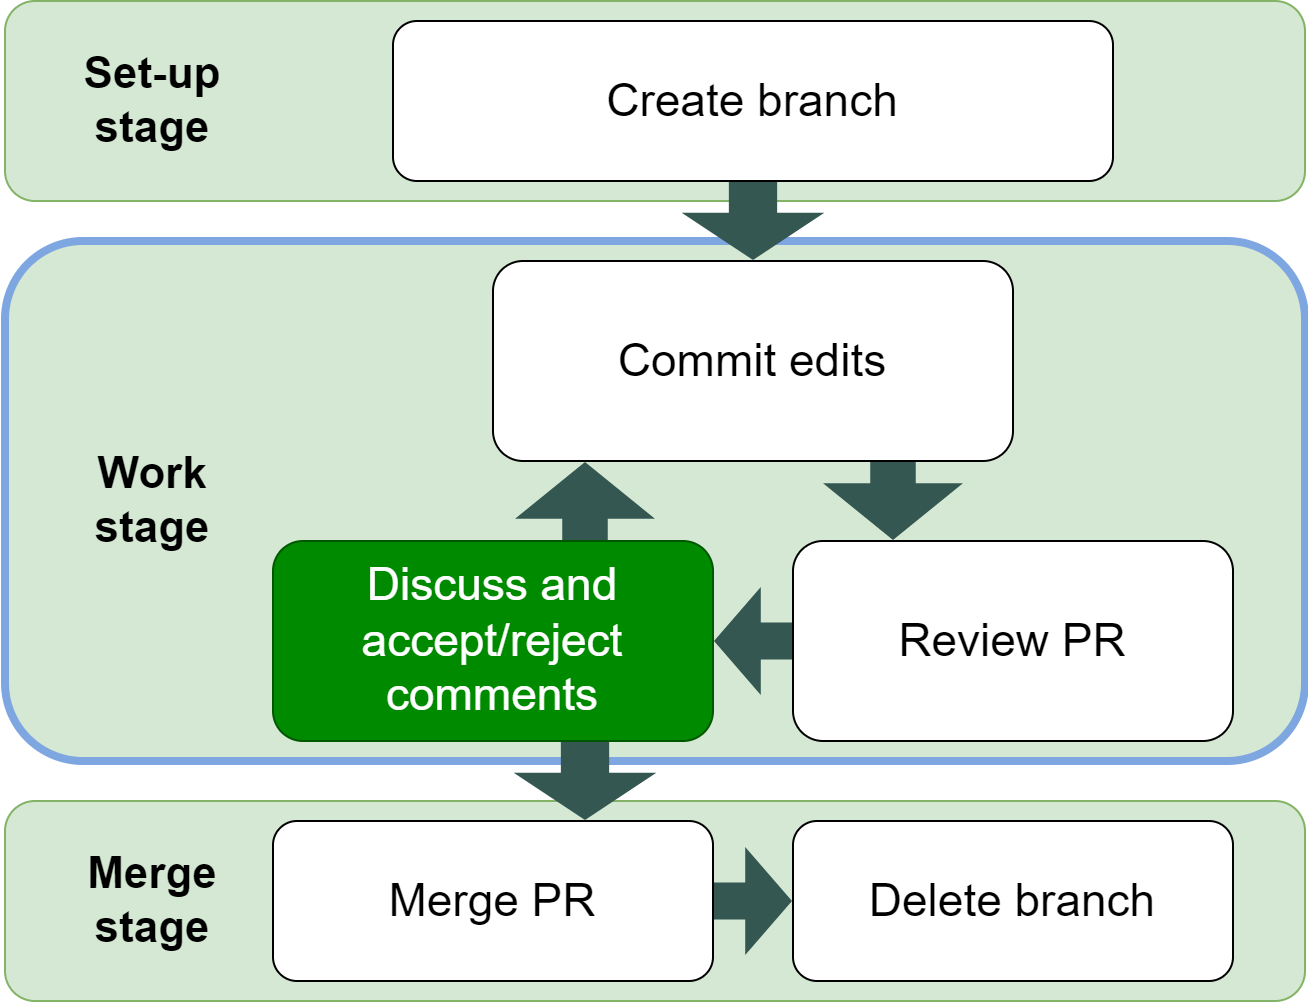 Set-up
stage
Create branch
Commit edits
Work
stage
Discuss and
accept/reject
comments
Review PR
Merge
stage
Merge PR
Delete branch